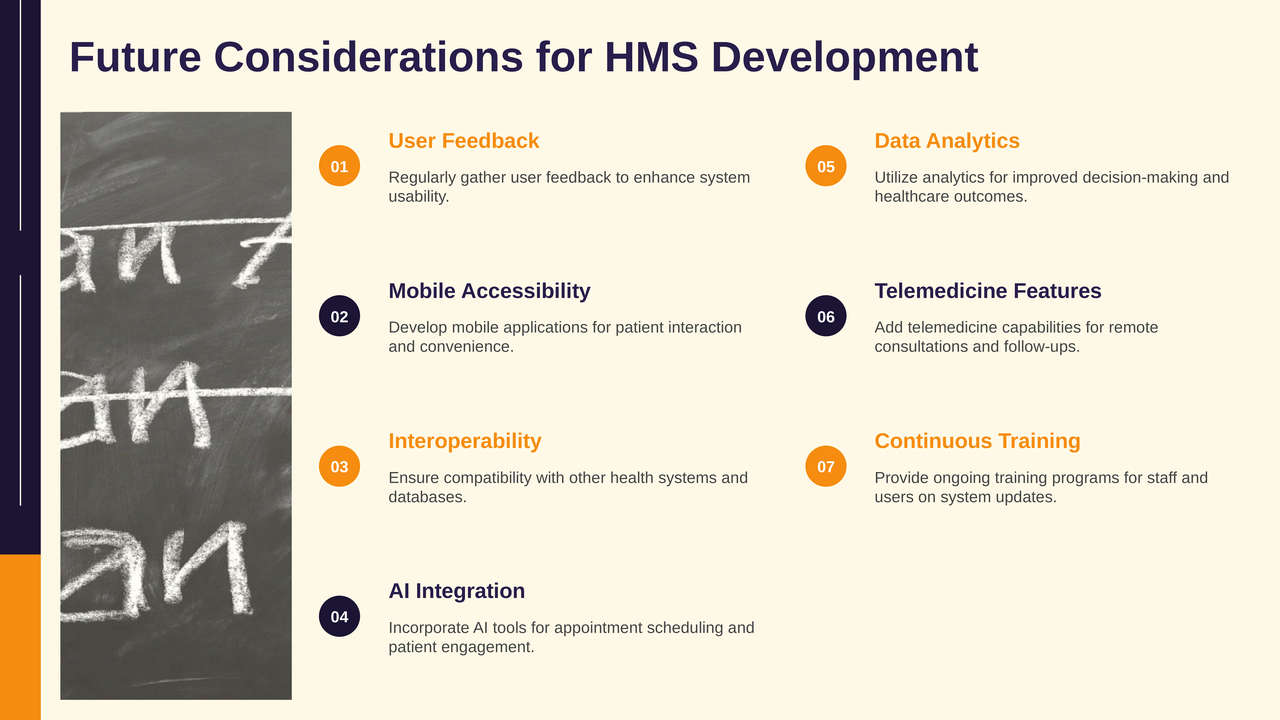 Future Considerations for HMS Development
01
User Feedback
Regularly gather user feedback to enhance system
usability.
02
Mobile Accessibility
Develop mobile applications for patient interaction
and convenience.
03
Interoperability
Ensure compatibility with other health systems and
databases.
04
AI Integration
Incorporate AI tools for appointment scheduling and
patient engagement.
05
Data Analytics
Utilize analytics for improved decision-making and
healthcare outcomes.
06
Telemedicine Features
Add telemedicine capabilities for remote
consultations and follow-ups.
07
Continuous Training
Provide ongoing training programs for staff and
users on system updates.